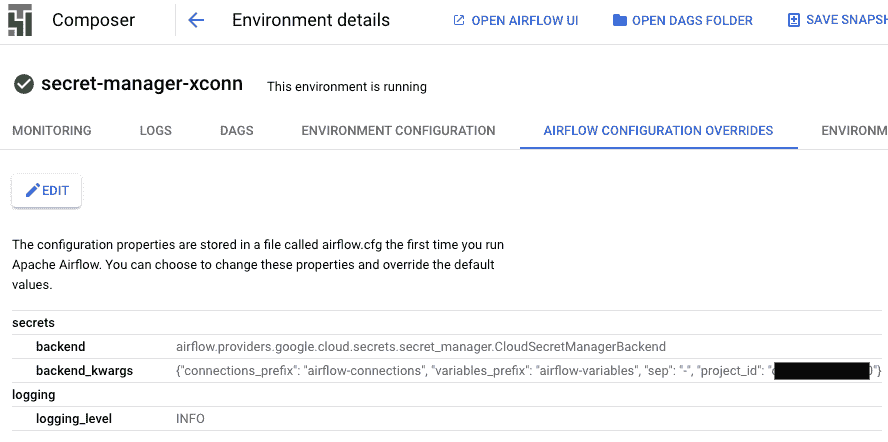 Composer Environment details OPEN AIRFLOW UI OPEN DAGS FOLDER SAVE
secret-manager-xconn This environment is running
MONITORING LOGS DAGS ENVIRONMENT CONFIGURATION AIRFLOW CONFIGURATION OVERRIDES
EDIT
The configuration properties are stored in a file called airflow.cfg the first time you run
Apache Airflow. You can choose to change these properties and override the default
values.
secrets
backend airflow.providers.google.cloud.secrets.secret_manager.CloudSecretManagerBackend
backend_kwargs {"connections_prefix": "airflow-connections", "variables_prefix": "airflow-variables", "sep": "-", "project_id": "
logging
logging_level INFO